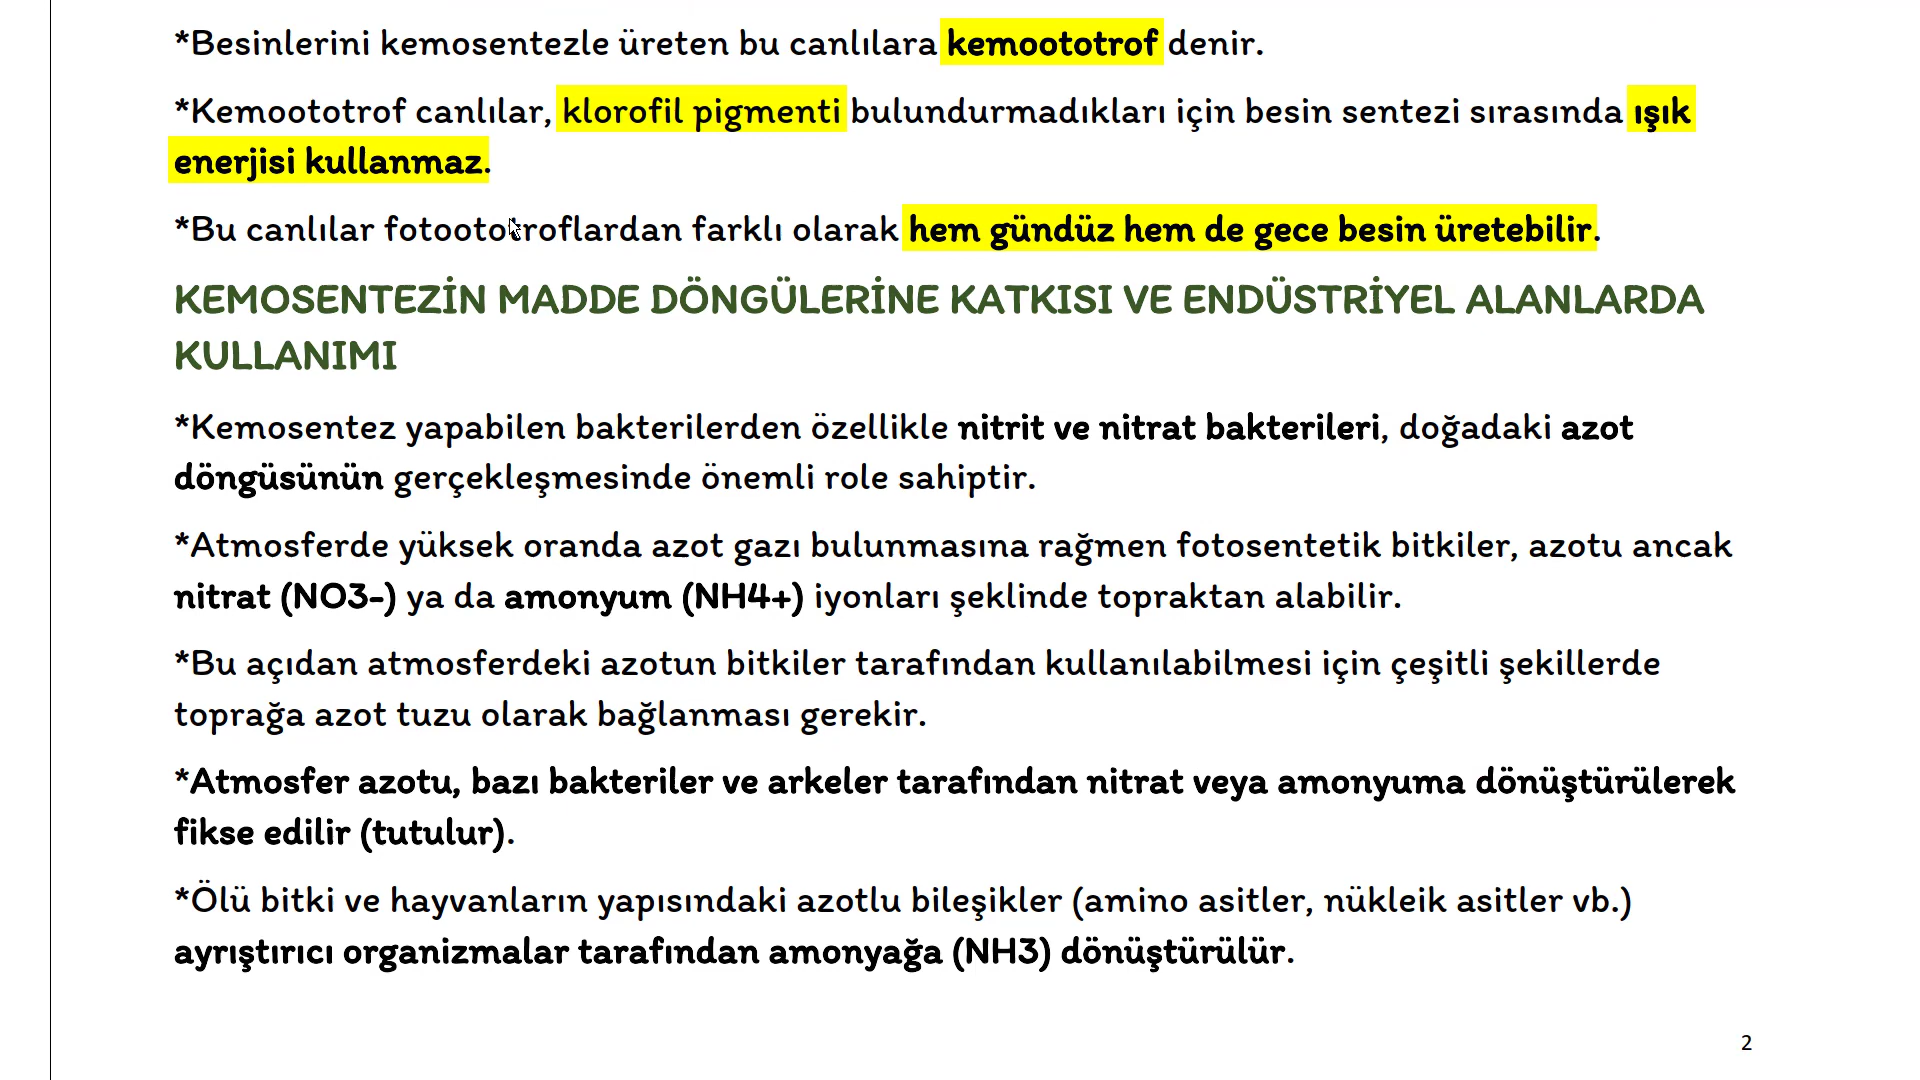 *Besinlerini kemosentezle üreten bu canlılara kemoototrof denir.
*Kemoototrof canlılar, klorofil pigmenti bulundurmadıkları için besin sentezi sırasında ışık
enerjisi kullanmaz.
*Bu canlılar fotoototroflardan farklı olarak hem gündüz hem de gece besin üretebilir.
KEMOSENTEZİN MADDE DÖNGÜLERİNE KATKISI VE ENDÜSTRİYEL ALANLARDA
KULLANIMI
*Kemosentez yapabilen bakterilerden özellikle nitrit ve nitrat bakterileri, doğadaki azot
döngüsünün gerçekleşmesinde önemli role sahiptir.
*Atmosferde yüksek oranda azot gazı bulunmasına rağmen fotosentetik bitkiler, azotu ancak
nitrat (NO3-) ya da amonyum (NH4+) iyonları şeklinde topraktan alabilir.
*Bu açıdan atmosferdeki azotun bitkiler tarafından kullanılabilmesi için çeşitli şekillerde
toprağa azot tuzu olarak bağlanması gerekir.
*Atmosfer azotu, bazı bakteriler ve arkeler tarafından nitrat veya amonyuma dönüştürülerek
fikse edilir (tutulur).
*Ölü bitki ve hayvanların yapısındaki azotlu bileşikler (amino asitler, nükleik asitler vb.)
ayrıştırıcı organizmalar tarafından amonyağa (NH3) dönüştürülür.
2